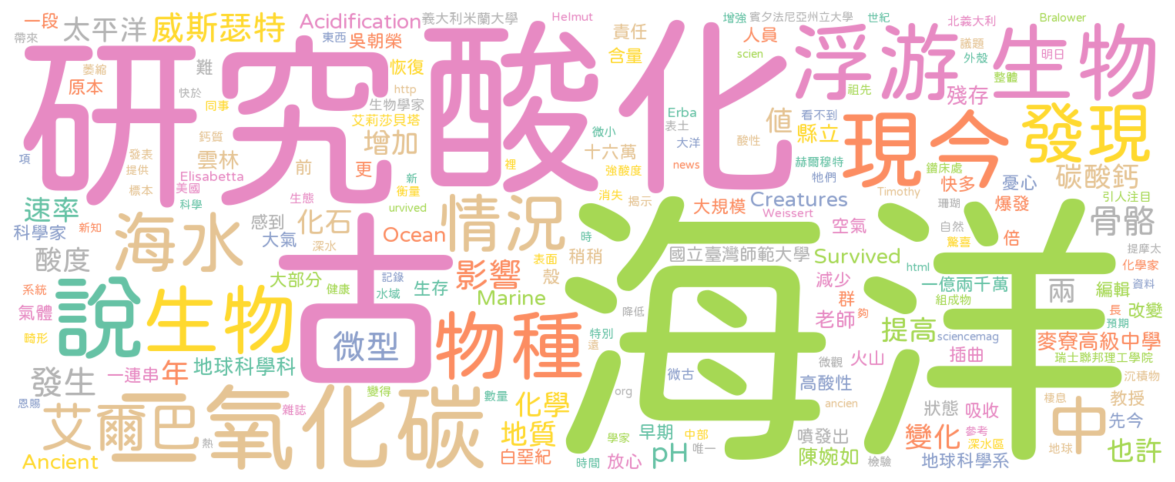 一段
太平洋
威斯瑟特
Acidification
義大利米蘭大學
Helmut
增強
賓夕法尼亞州立大學
世紀
北義大利
Bralower
帶來
萎縮
原本
難
東西
吳朝榮
恢復
責任
含量
scien
人員
議題
外殼
明日
整體
研究
酸化
浮游
生物
祖先
殘存
快於
同事
http
生物學家
艾莉莎貝塔
鈣質
增加
微小
Erba
表土
值
看不到
縣立
現今
發現
項
發表
提供
雲林
前
更
十六萬
大洋
酸性
赫爾穆特
鑽床處
碳酸鈣
標本
Elisabetta
美國
科學
生態
新
衡量
裡
強酸度
news
牠們
快多
憂心
引人注目
速率
新知
科學家
海水
感到
化石
urvived
情況
消失
揭示
Creatures
Timothy
珊瑚
爆發
骨骼
大規模
Weissert
空氣
自然
倍
提摩太
酸度
大氣
深水
Ocean
時
稍稍
國立臺灣師範大學
Survived
驚喜
化學家
系統
大部分
記錄
表面
影響
殼
html
一億兩千萬
資料
氣體
說
生物
健康
水域
生存
Marine
降低
減少
群
組成物
兩
編輯
改變
古
微型
物種
特別
遠
夠
老師
提高
長
預期
海洋
畸形
地球科學科
sciencemag
麥寮高級中學
發生
一連串
年
微古
微觀
火山
插曲
瑞士聯邦理工學院
恩賜
變得
數量
高酸性
沉積物
艾爾巴
二氧化碳
雜誌
化學
org
ancien
狀態
吸收
棲息
教授
中
先今
熱
地質
學家
早期
中部
噴發出
變化
參考
深水區
Ancient
白堊紀
時間
放心
pH
唯一
陳婉如
檢驗
地球科學系
地球
也許